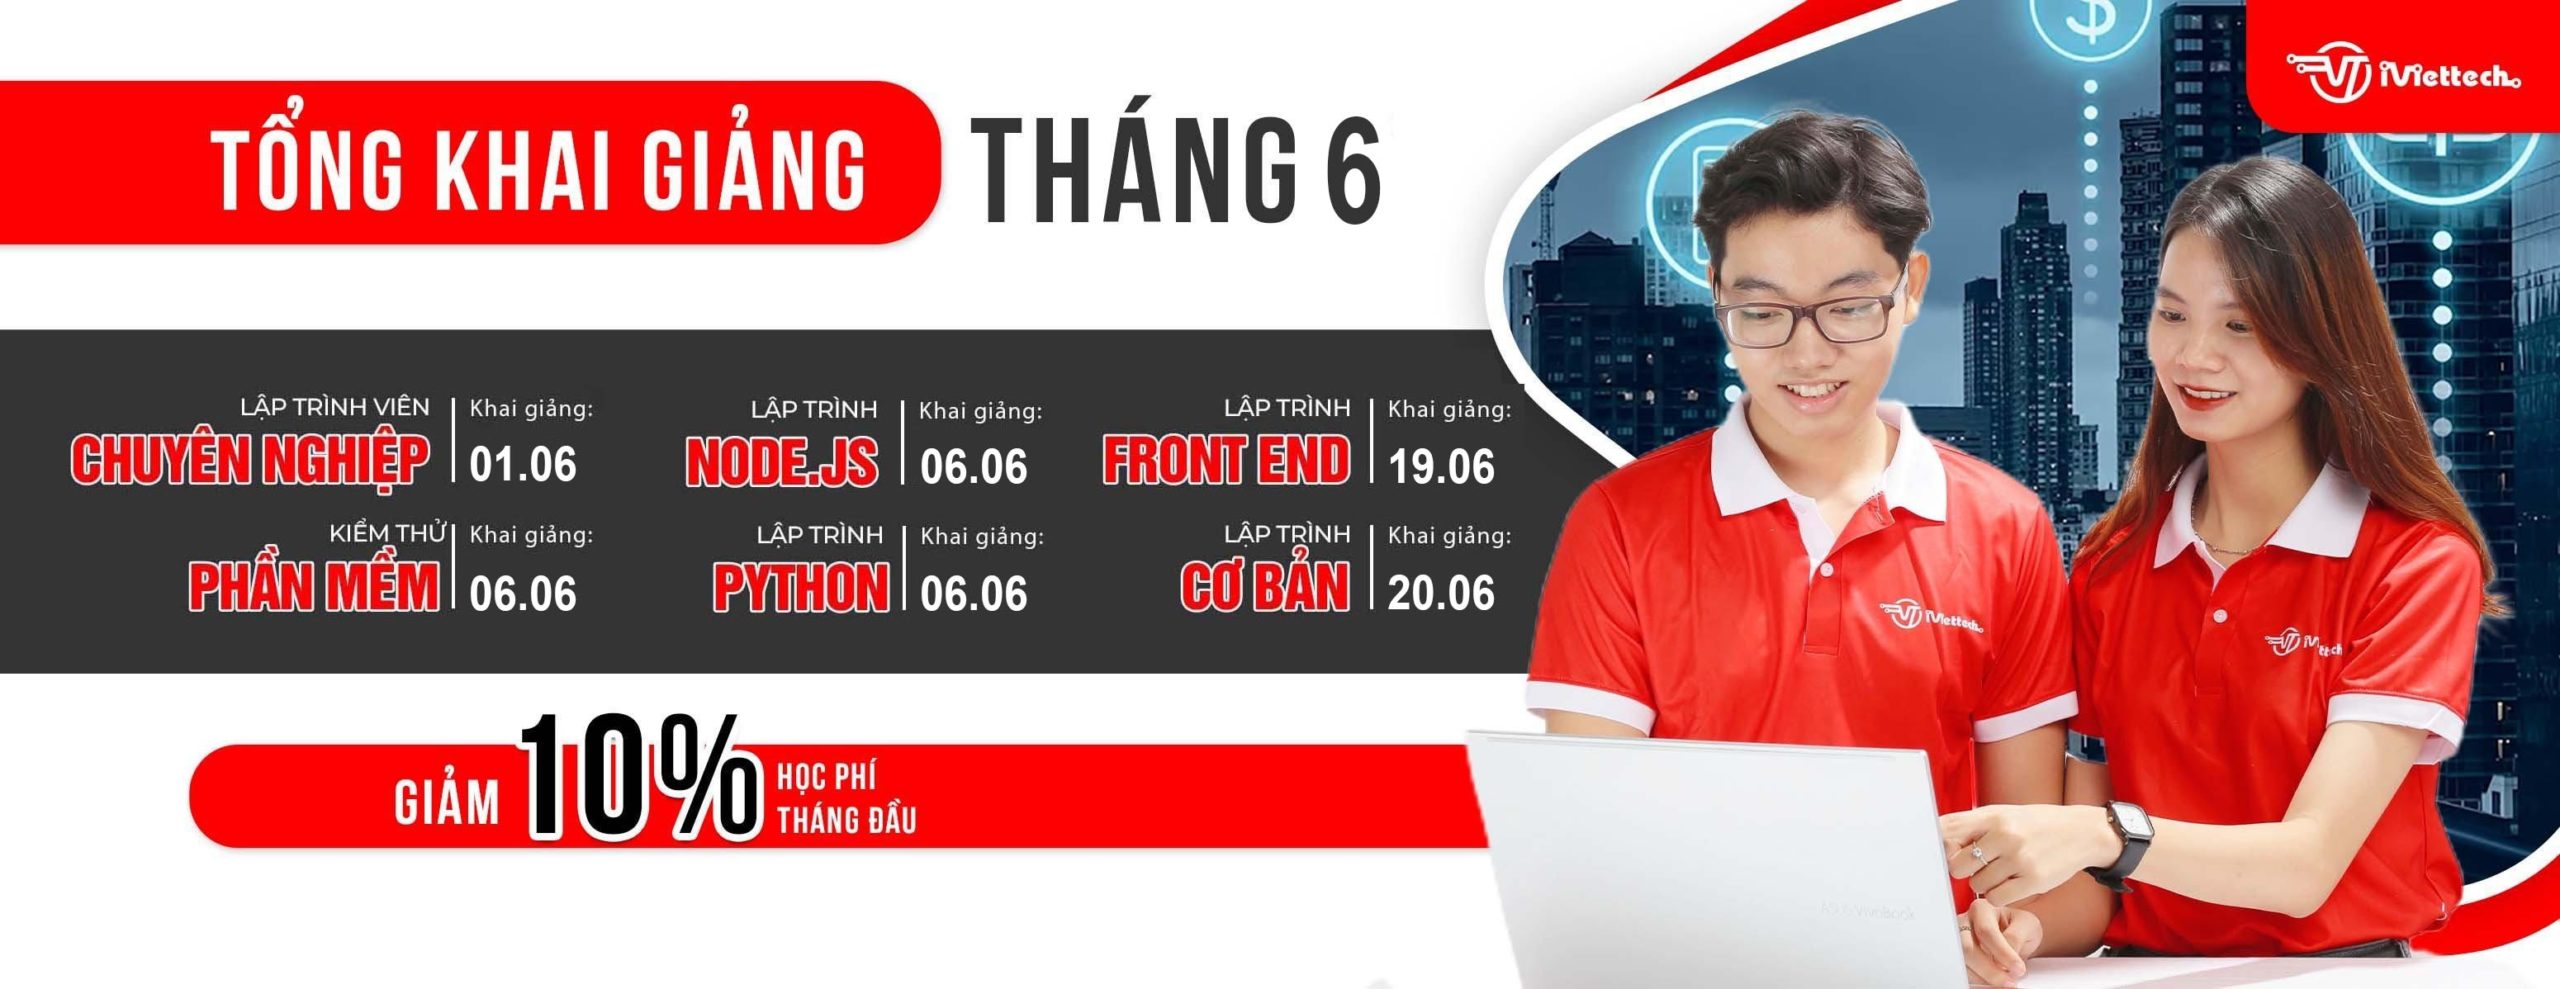 iViettech
TỔNG KHAI GIẢNG THÁNG 6
LẬP TRÌNH VIÊN
CHUYÊN NGHIỆP
Khai giảng:
01.06
LẬP TRÌNH
NODE.JS
Khai giảng:
06.06
LẬP TRÌNH
FRONT END
Khai giảng:
19.06
KIỂM THỬ
PHẦN MỀM
Khai giảng:
06.06
LẬP TRÌNH
PYTHON
Khai giảng:
06.06
LẬP TRÌNH
CƠ BẢN
Khai giảng:
20.06
GIẢM 10% HỌC PHÍ
THÁNG ĐẦU
iViettech
iViettech